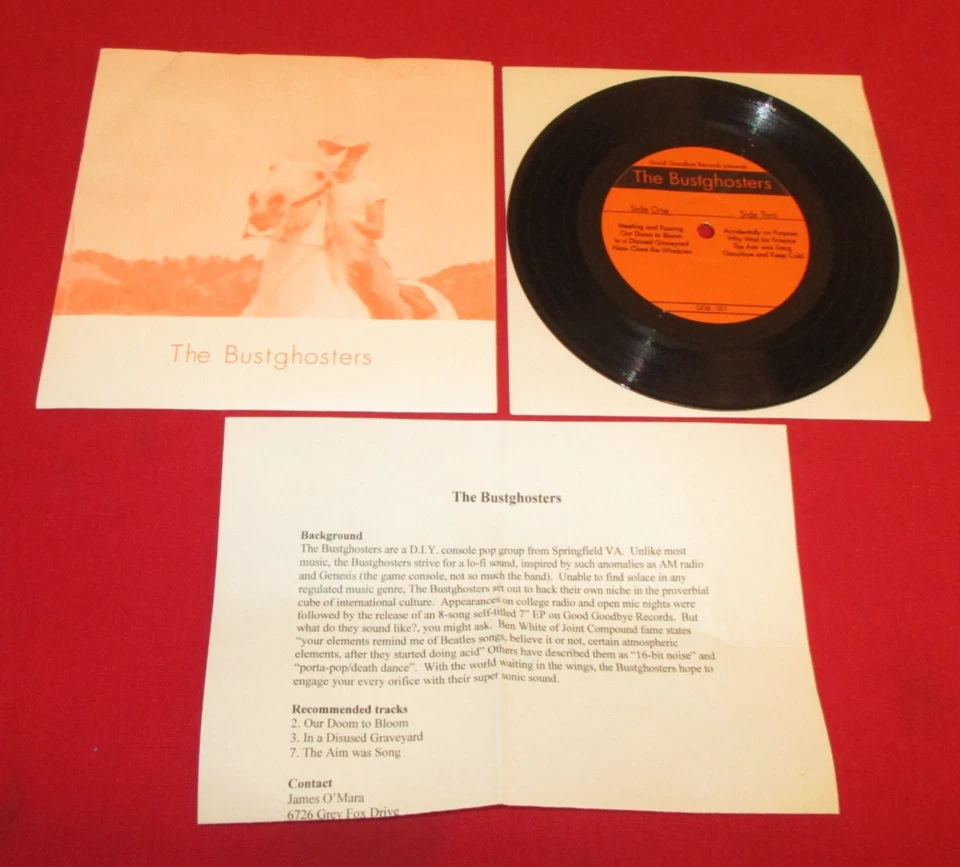 The Bustghosters
Good Goodbye Records presents...
The Bustghosters
Side One
Meeting and Passing
Our Doom to Bloom
In a Disused Graveyard
Now Close the Windows
Side Two
Accidentally on Purpose
Why Wait for Science
The Aim was Song
Goodbye and Keep Cold
GGR 001
The Bustghosters
Background
The Bustghosters are a D.I.Y. console pop group from Springfield VA. Unlike most
music, the Bustghosters strive for a lo-fi sound, inspired by such anomalies as AM radio
and Genesis (the game console, not so much the band). Unable to find solace in any
regulated music genre, The Bustghosters set out to hack their own niche in the proverbial
cube of international culture. Appearances on college radio and open mic nights were
followed by the release of an 8-song self-titled 7" EP on Good Goodbye Records. But
what do they sound like?, you might ask. Ben White of Joint Compound fame states
"your elements remind me of Beatles songs, believe it or not, certain atmospheric
elements, after they started doing acid" Others have described them as "16-bit noise" and
"porta-pop/death dance". With the world waiting in the wings, the Bustghosters hope to
engage your every orifice with their super sonic sound.
Recommended tracks
2. Our Doom to Bloom
3. In a Disused Graveyard
7. The Aim was Song
Contact
James O'Mara
6726 Grey Fox Drive